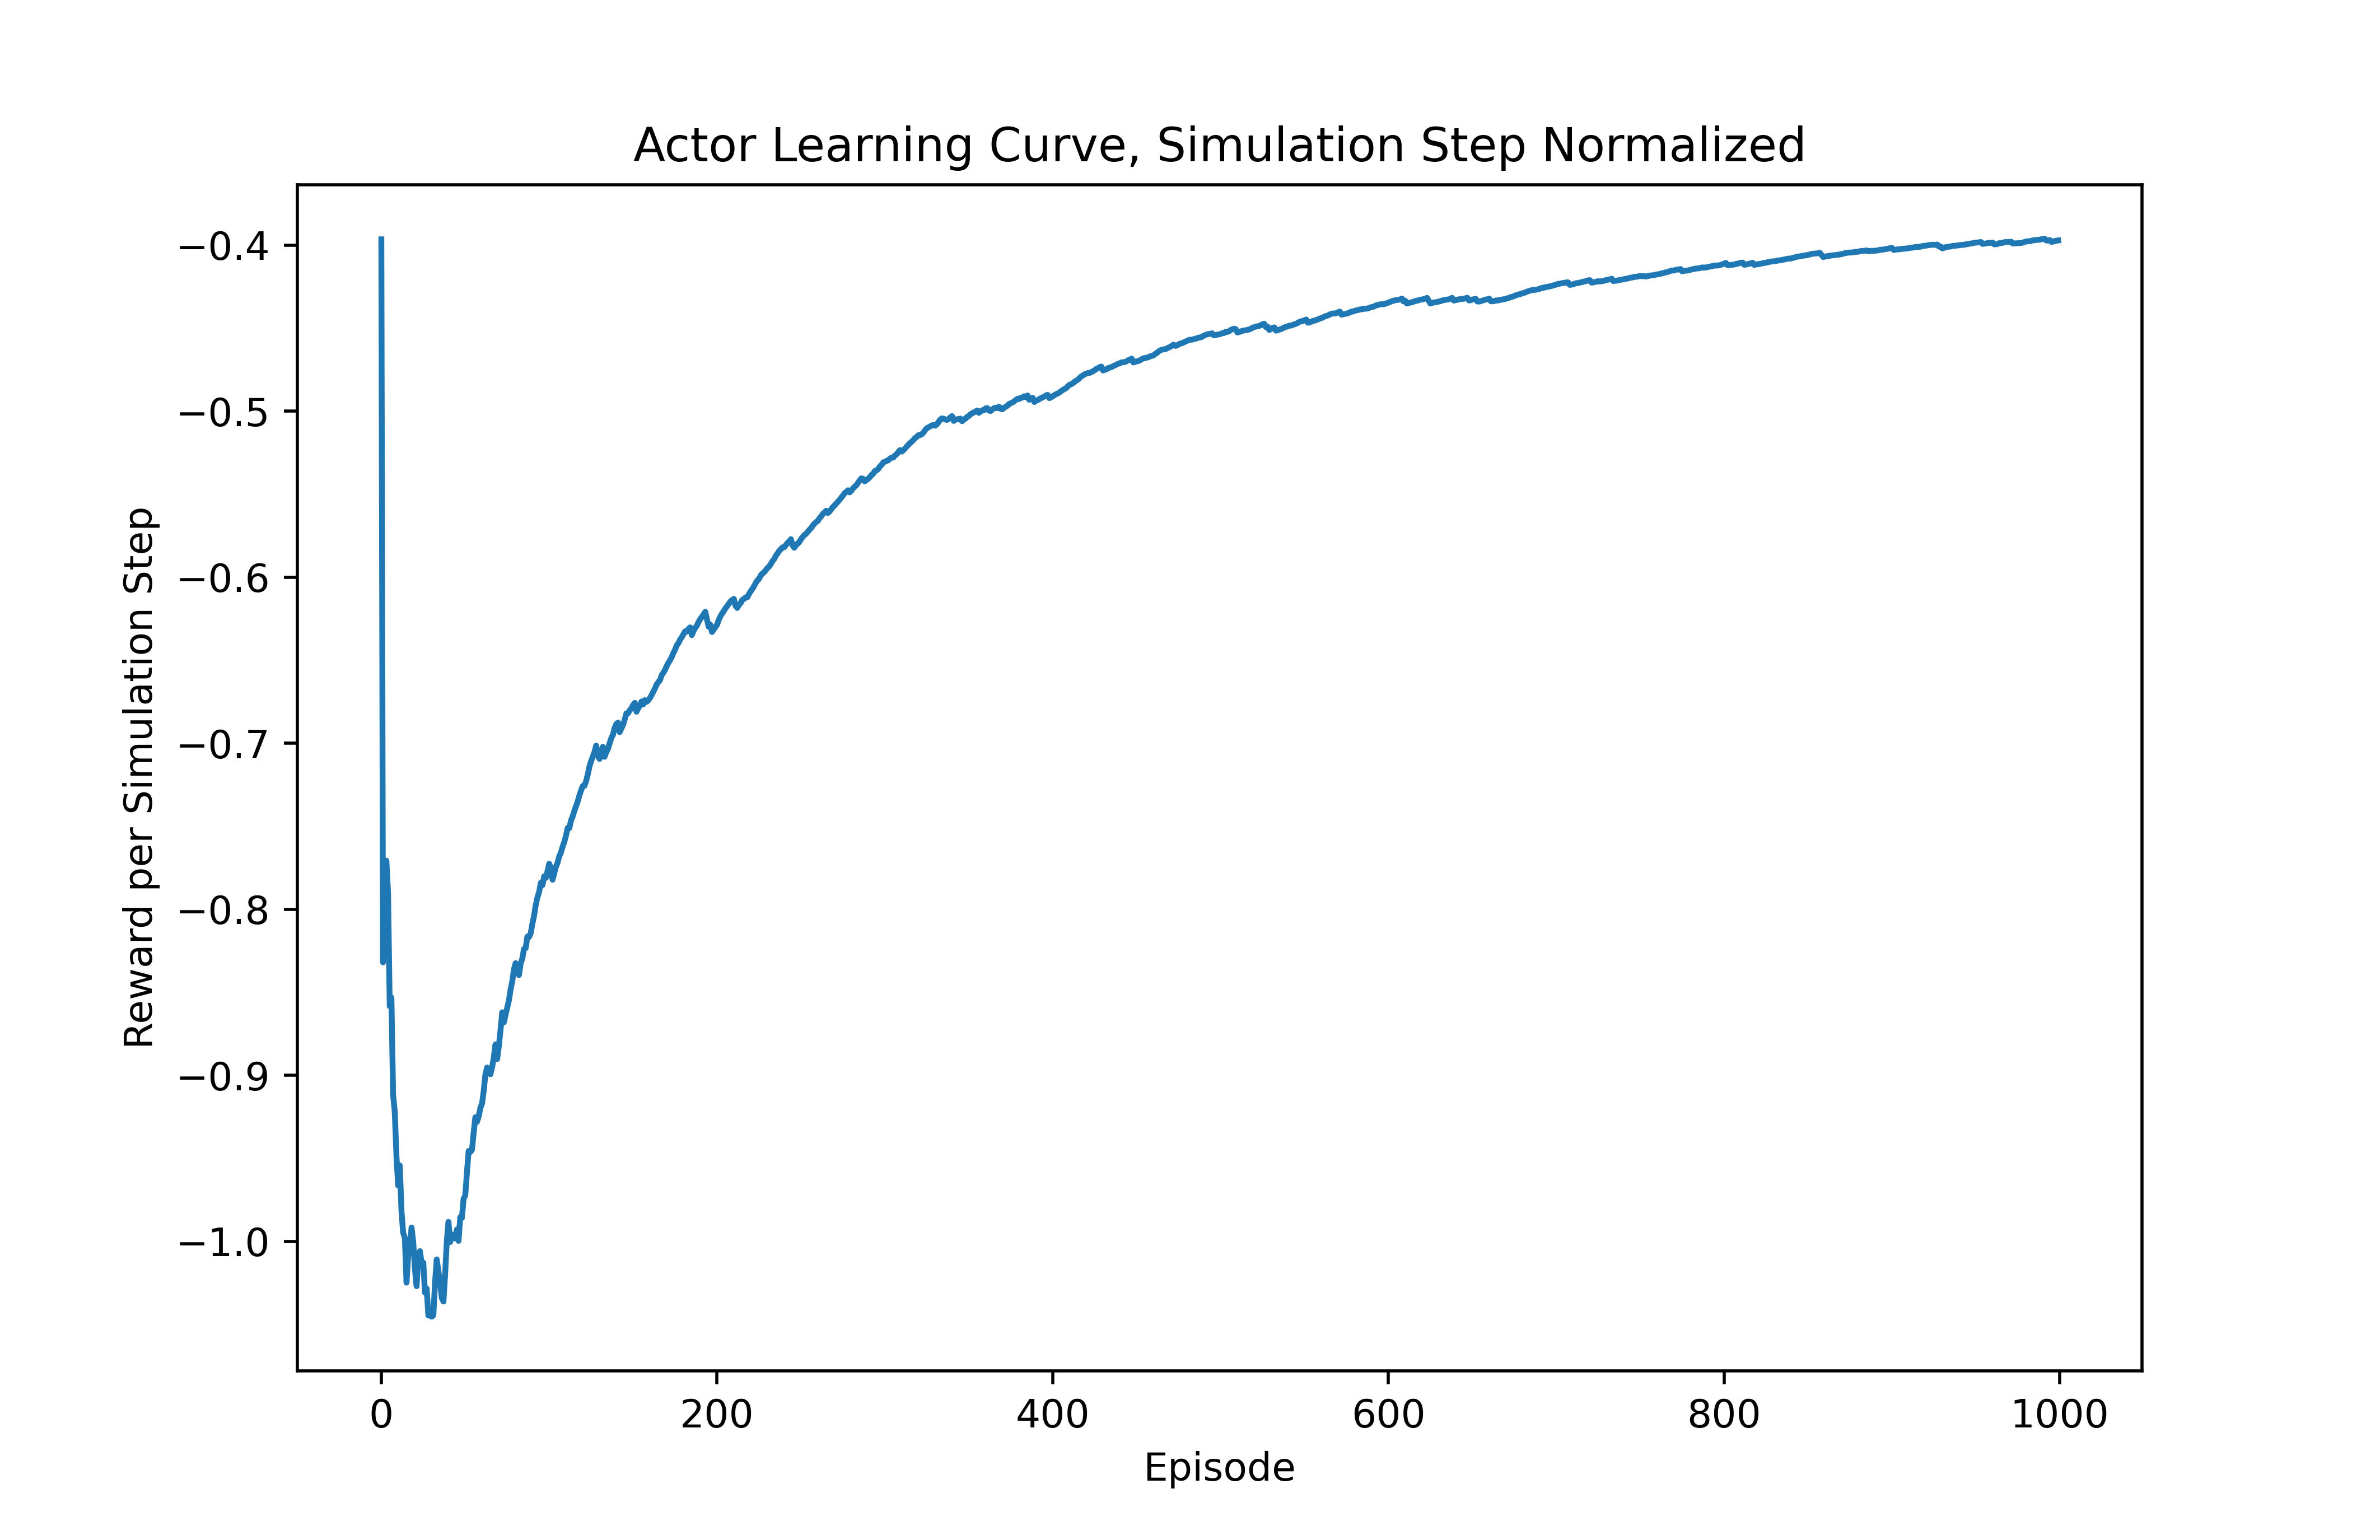 Actor Learning Curve, Simulation Step Normalized
Reward per Simulation Step
−0.4
−0.5
−0.6
−0.7
−0.8
−0.9
−1.0
0 200 400 600 800 1000
Episode